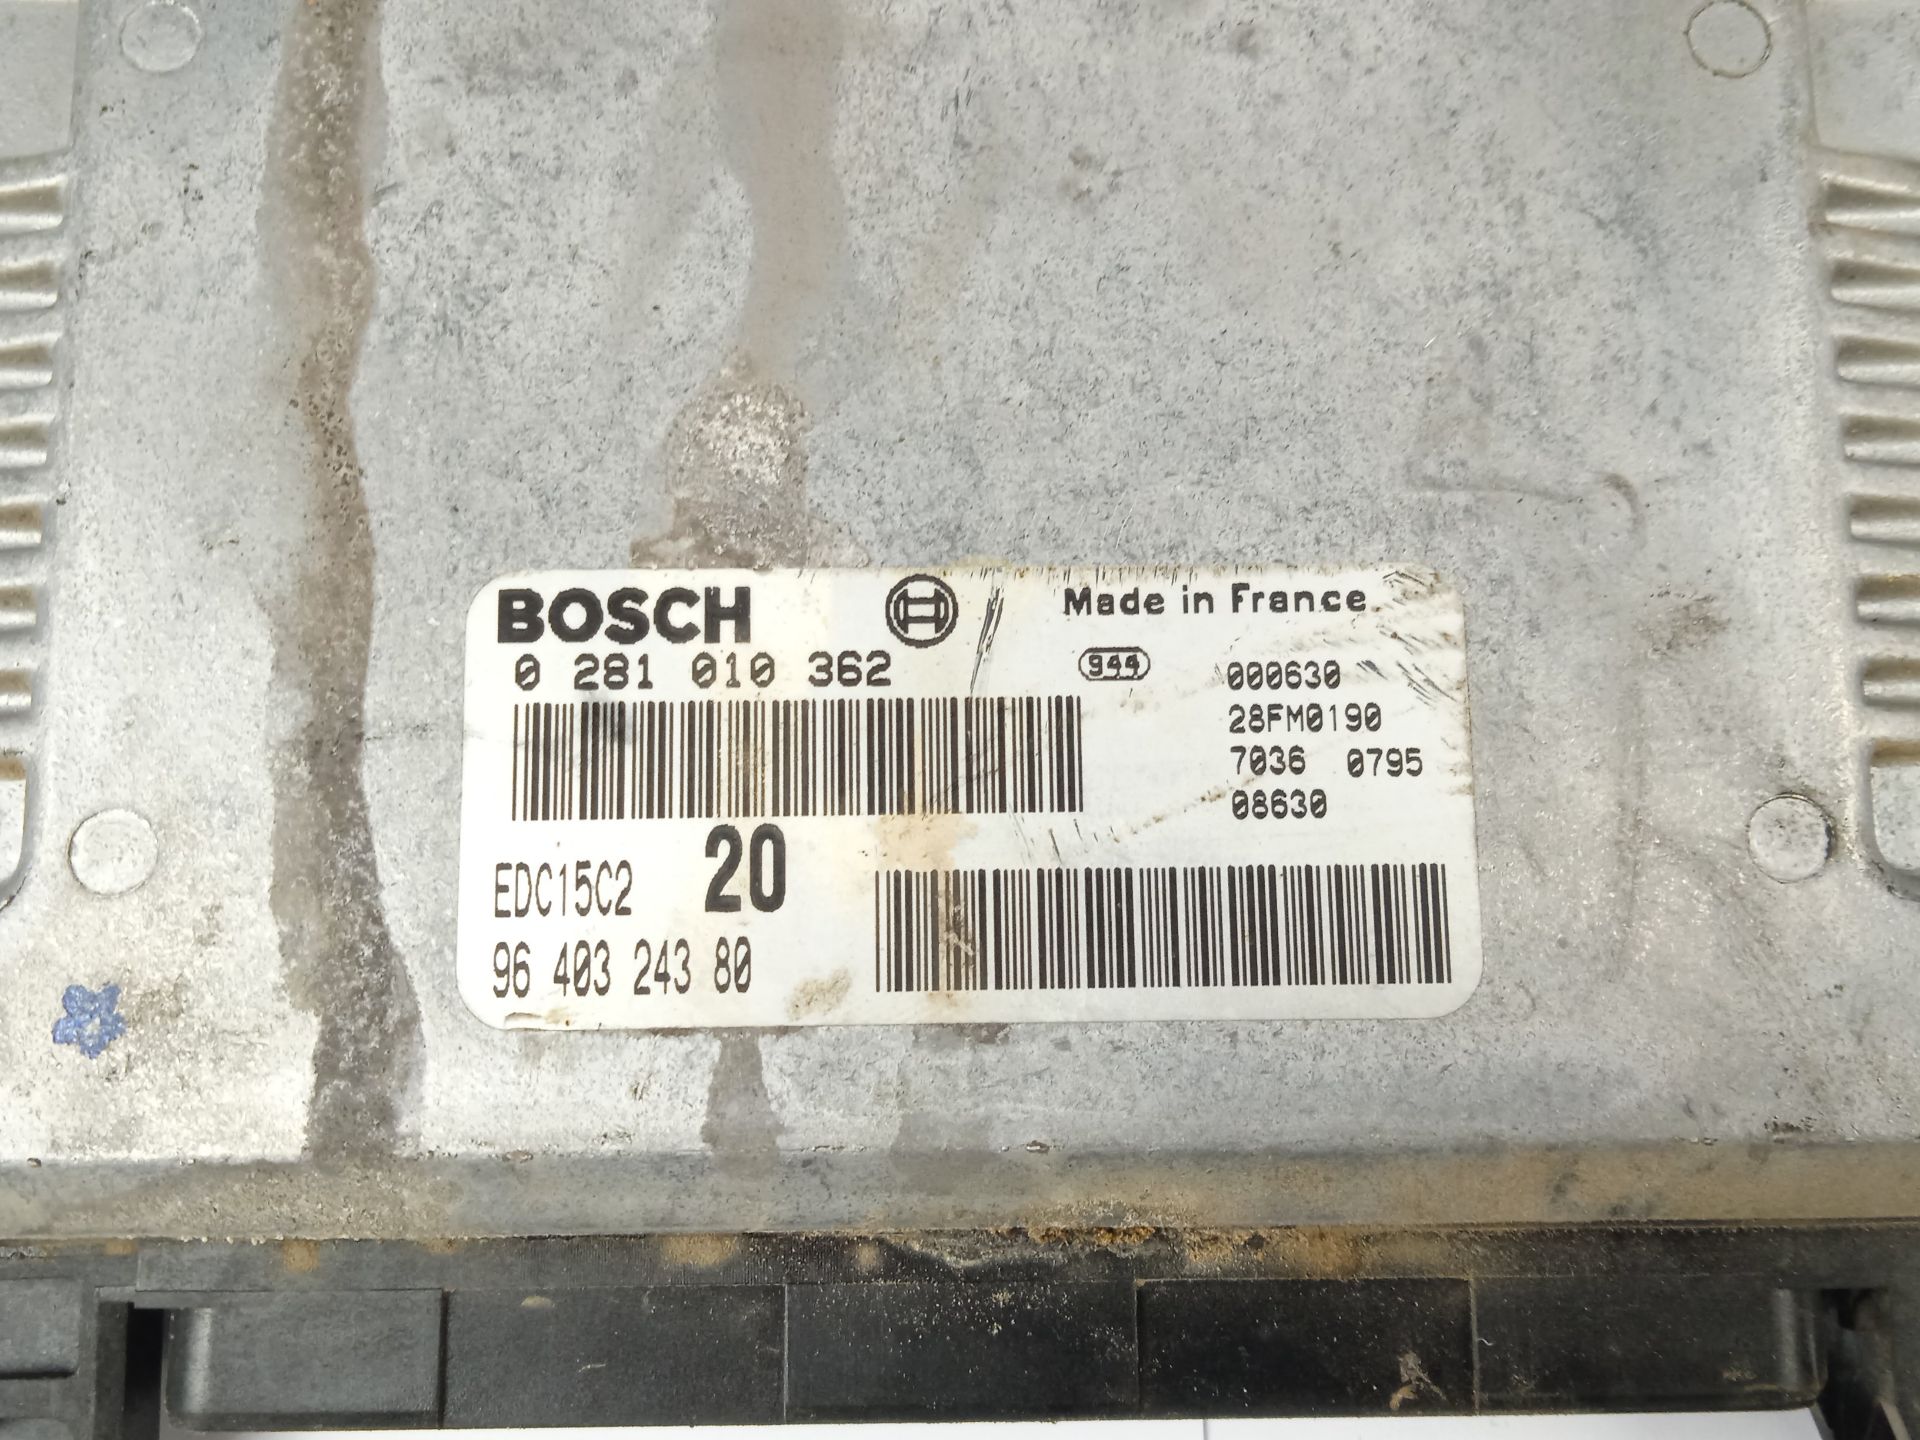 BOSCH
Made in France
0 281 010 362
944
000630
28FM0190
7036 0795
08630
EDC15C2 20
96 403 243 80